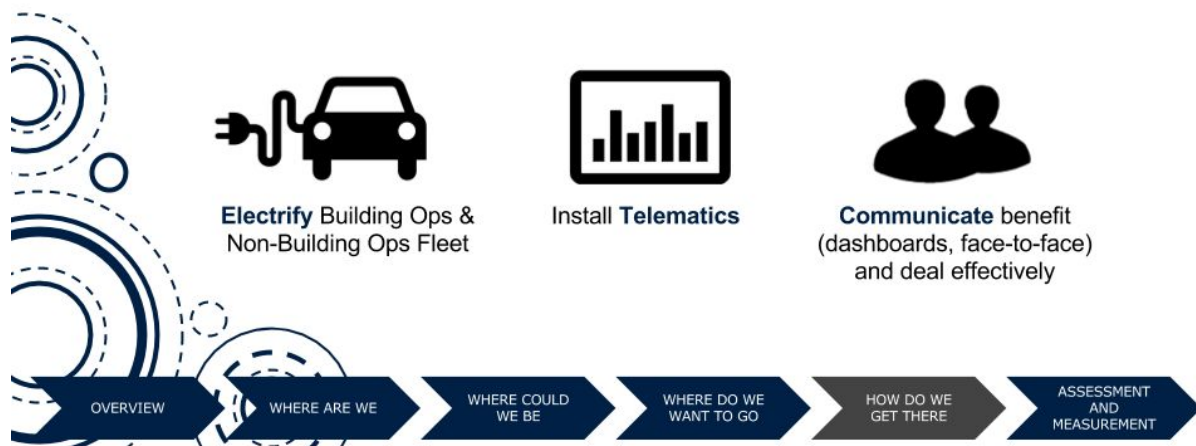 Electrify Building Ops &
Non-Building Ops Fleet
Install Telematics
Communicate benefit
(dashboards, face-to-face)
and deal effectively
OVERVIEW
WHERE ARE WE
WHERE COULD
WE BE
WHERE DO WE
WANT TO GO
HOW DO WE
GET THERE
ASSESSMENT
AND
MEASUREMENT